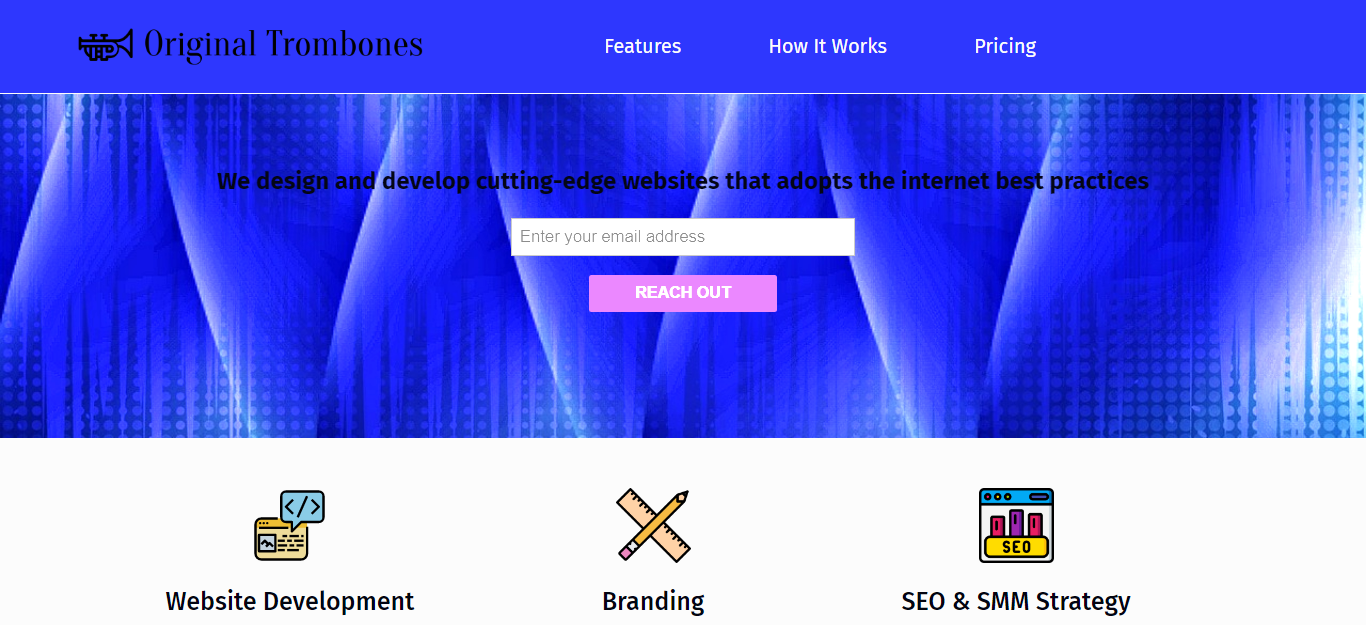 Original Trombones
Features
How It Works
Pricing
We design and develop cutting-edge websites that adopts the internet best practices
Enter your email address
REACH OUT
</>
SEO
Website Development
Branding
SEO & SMM Strategy